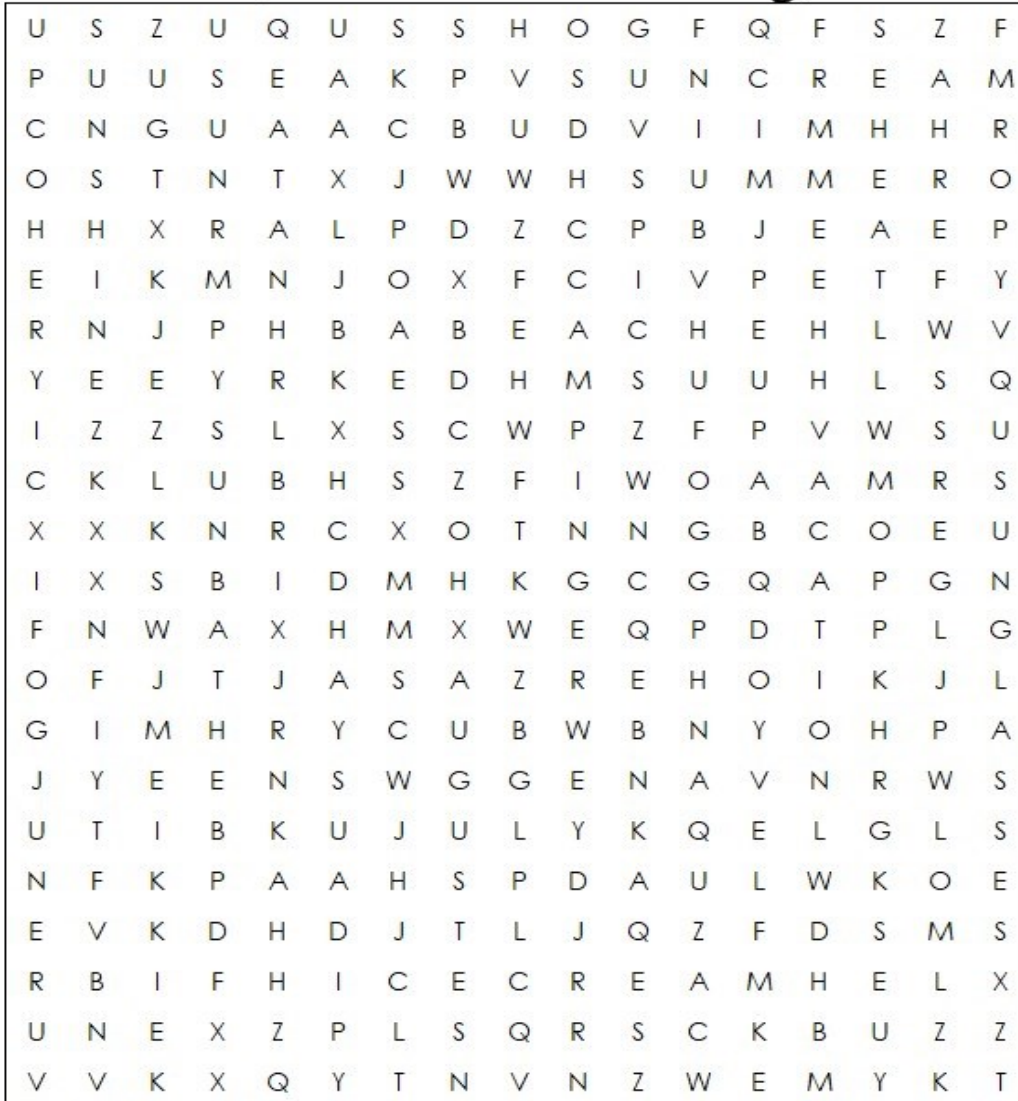 U S Z U Q U S S H O G F Q F S Z F
P U U S E A K P V S U N C R E A M
C N G U A A C B U D V I I M H H R
O S T N T X J W W H S U M M E R O
H H X R A L P D Z C P B J E A E P
E I K M N J O X F C I V P E T F Y
R N J P H B A B E A C H E H L W V
Y E E Y R K E D H M S U U H L S Q
I Z Z S L X S C W P Z F P V W S U
C K L U B H S Z F I W O A A M R S
X X K N R C X O T N N G B C O E U
I X S B I D M H K G C G Q A P G N
F N W A X H M X W E Q P D T P L G
O F J T J A S A Z R E H O I K J L
G I M H R Y C U B W B N Y O H P A
J Y E E N S W G G E N A V N R W S
U T I B K U J U L Y K Q E L G L S
N F K P A A H S P D A U L W K O E
E V K D H D J T L J Q Z F D S M S
R B I F H I C E C R E A M H E L X
U N E X Z P L S Q R S C K B U Z Z
V V K X Q Y T N V N Z W E M Y K T